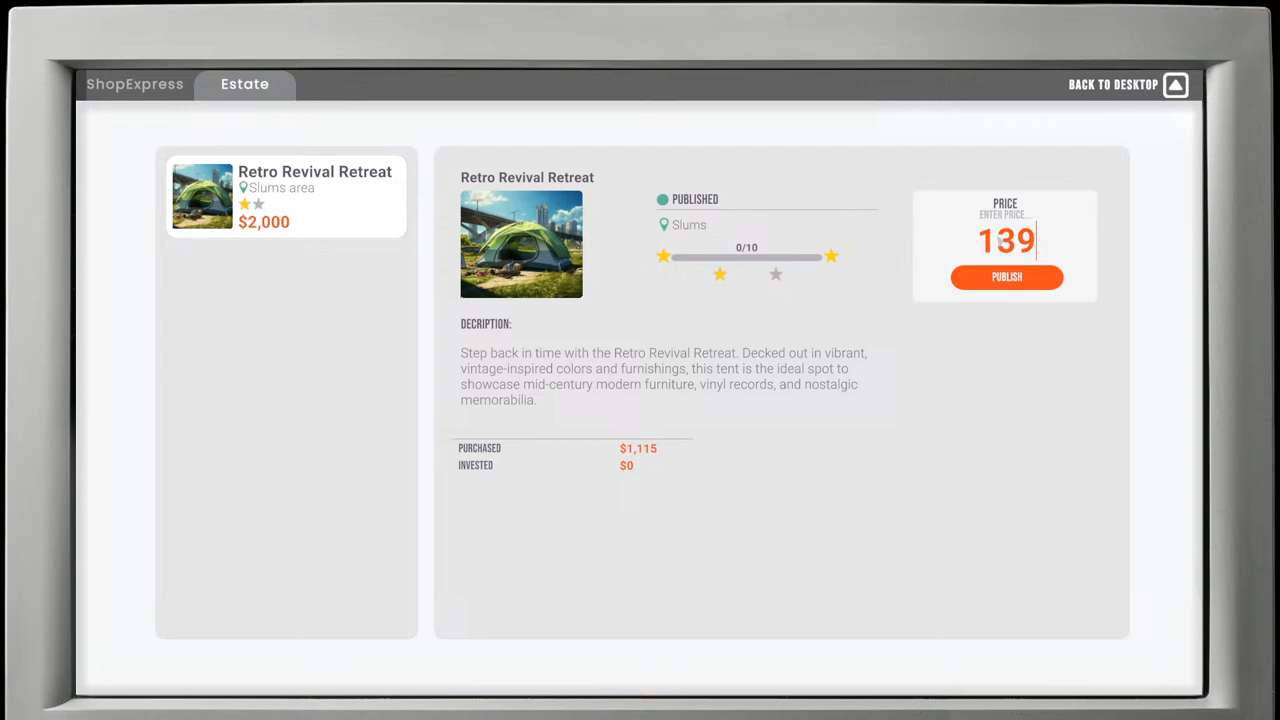 ShopExpress
Estate
BACK TO DESKTOP
Retro Revival Retreat
Slums area
$2,000
Retro Revival Retreat
PUBLISHED
Slums
0/10
PRICE
ENTER PRICE...
139
PUBLISH
DECRIPTION:
Step back in time with the Retro Revival Retreat. Decked out in vibrant,
vintage-inspired colors and furnishings, this tent is the ideal spot to
showcase mid-century modern furniture, vinyl records, and nostalgic
memorabilia.
PURCHASED $1,115
INVESTED $0